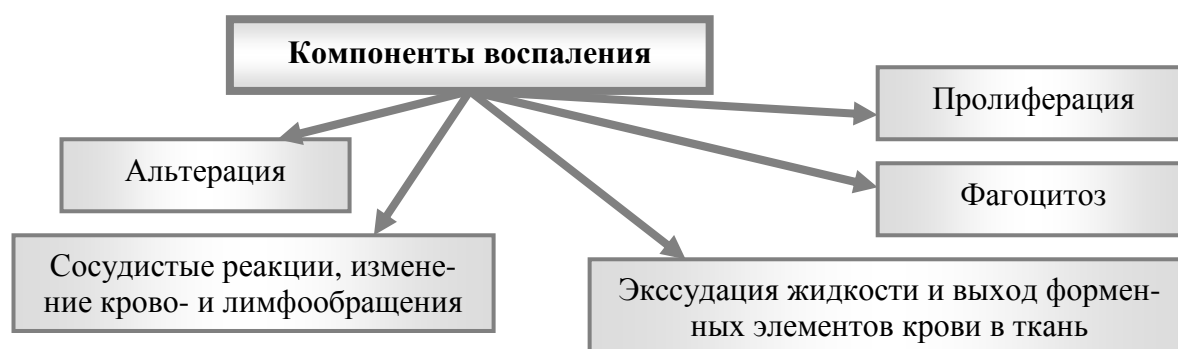 Компоненты воспаления
Пролиферация
Альтерация
Фагоцитоз
Сосудистые реакции, измене-
ние крово- и лимфообращения
Экссудация жидкости и выход формен-
ных элементов крови в ткань